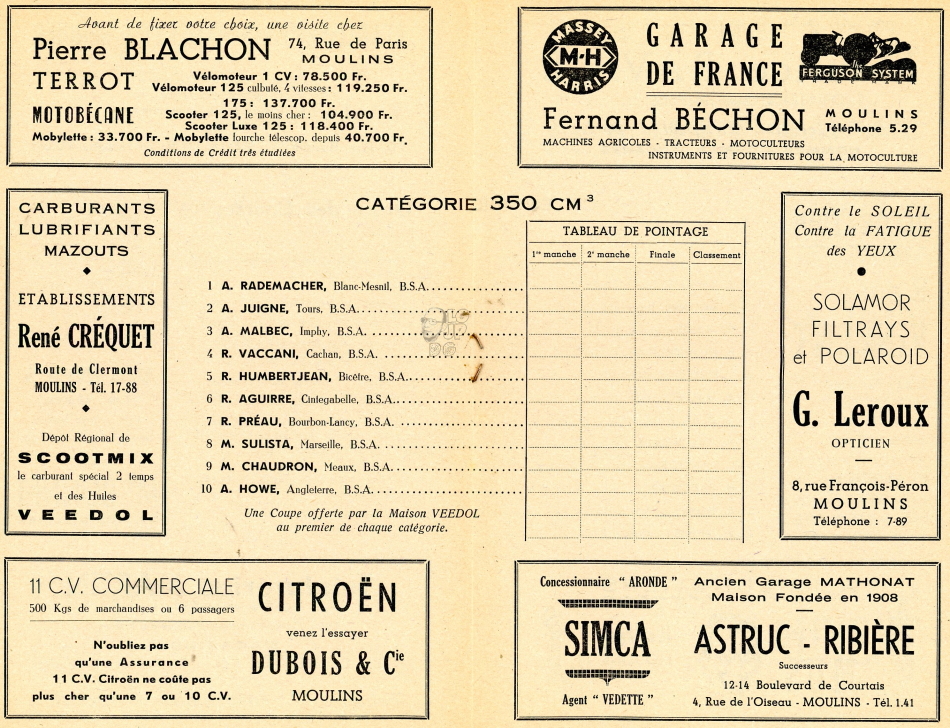 Avant de fixer votre choix, une visite chez
Pierre BLACHON 74, Rue de Paris
MOULINS
TERROT
Vélomoteur 1 CV : 78.500 Fr.
Vélomoteur 125 culbuté, 4 vitesses : 119.250 Fr.
175 : 137.700 Fr.
MOTOBÉCANE
Scooter 125, le moins cher : 104.900 Fr.
Scooter Luxe 125 : 118.400 Fr.
Mobylette : 33.700 Fr. - Mobylette fourche télescop. depuis 40.700 Fr.
Conditions de Crédit très étudiées
MASSEY
M·H
HARRIS
GARAGE
DE FRANCE
The
FERGUSON SYSTEM
TRADE MARK
Fernand BÉCHON
MOULINS
Téléphone 5.29
MACHINES AGRICOLES - TRACTEURS - MOTOCULTEURS
INSTRUMENTS ET FOURNITURES POUR LA MOTOCULTURE
CARBURANTS
LUBRIFIANTS
MAZOUTS
ETABLISSEMENTS
René CRÉQUET
Route de Clermont
MOULINS - Tél. 17-88
Dépôt Régional de
SCOOTMIX
le carburant spécial 2 temps
et des Huiles
VEEDOL
CATÉGORIE 350 CM³
TABLEAU DE POINTAGE
1re manche 2e manche Finale Classement
1 A. RADEMACHER, Blanc-Mesnil, B.S.A.
2 A. JUIGNE, Tours, B.S.A.
3 A. MALBEC, Imphy, B.S.A.
4 R. VACCANI, Cachan, B.S.A.
5 R. HUMBERTJEAN, Bicêtre, B.S.A.
6 R. AGUIRRE, Cintegabelle, B.S.A.
7 R. PRÉAU, Bourbon-Lancy, B.S.A.
8 M. SULISTA, Marseille, B.S.A.
9 M. CHAUDRON, Meaux, B.S.A.
10 A. HOWE, Angleterre, B.S.A.
Une Coupe offerte par la Maison VEEDOL
au premier de chaque catégorie.
Contre le SOLEIL
Contre la FATIGUE
des YEUX
SOLAMOR
FILTRAYS
et POLAROID
G. Leroux
OPTICIEN
8, rue François-Péron
MOULINS
Téléphone : 7-89
11 C.V. COMMERCIALE
500 Kgs de marchandises ou 6 passagers
N'oubliez pas
qu'une Assurance
11 C.V. Citroën ne coûte pas
plus cher qu'une 7 ou 10 C.V.
CITROËN
venez l'essayer
DUBOIS & Cie
MOULINS
Concessionnaire " ARONDE "
SIMCA
Agent " VEDETTE "
Ancien Garage MATHONAT
Maison Fondée en 1908
ASTRUC - RIBIÈRE
Successeurs
12-14 Boulevard de Courtais
4, Rue de l'Oiseau - MOULINS - Tél. 1.41